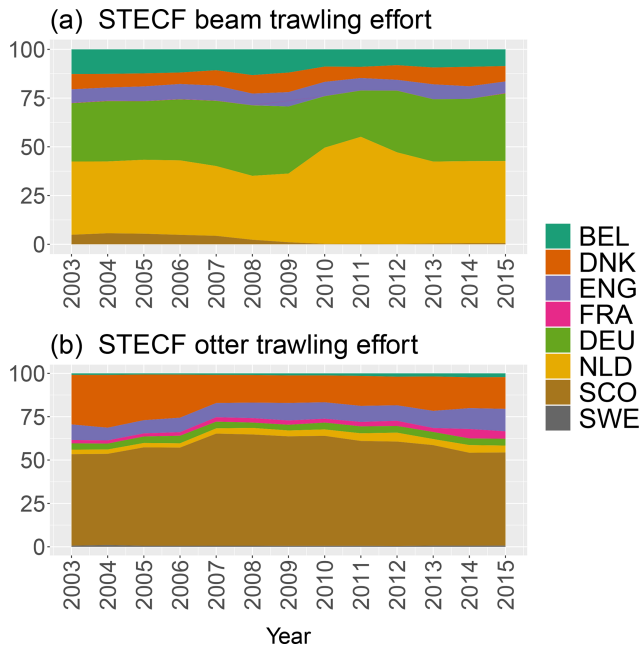 (a) STECF beam trawling effort
100
75
50
25
0
2003 2004 2005 2006 2007 2008 2009 2010 2011 2012 2013 2014 2015
(b) STECF otter trawling effort
100
75
50
25
0
2003 2004 2005 2006 2007 2008 2009 2010 2011 2012 2013 2014 2015
Year
BEL
DNK
ENG
FRA
DEU
NLD
SCO
SWE